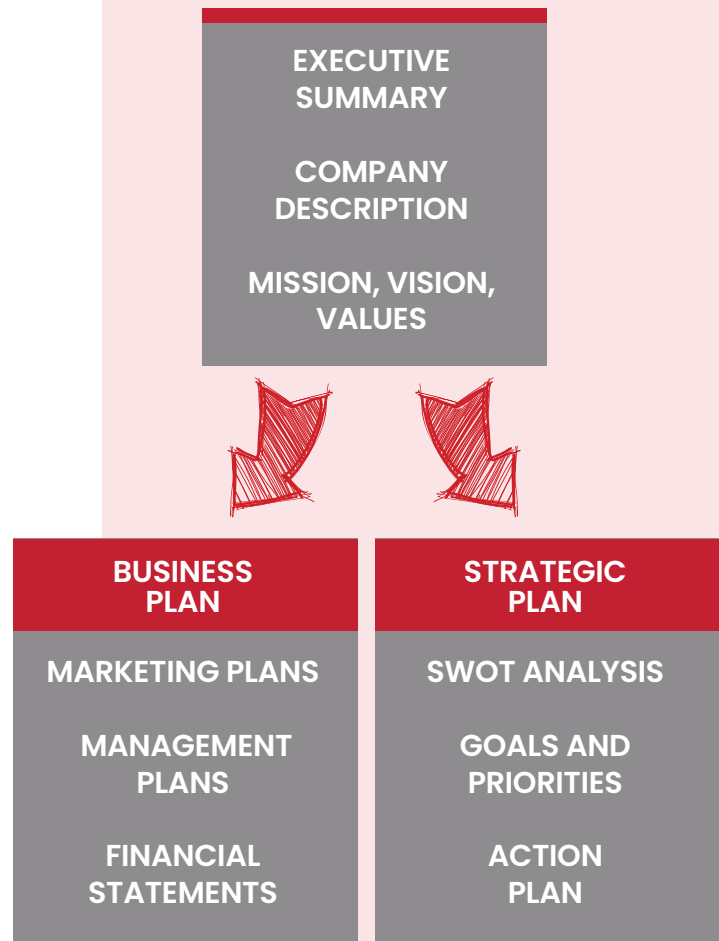 EXECUTIVE
SUMMARY
COMPANY
DESCRIPTION
MISSION, VISION,
VALUES
BUSINESS
PLAN
MARKETING PLANS
MANAGEMENT
PLANS
FINANCIAL
STATEMENTS
STRATEGIC
PLAN
SWOT ANALYSIS
GOALS AND
PRIORITIES
ACTION
PLAN